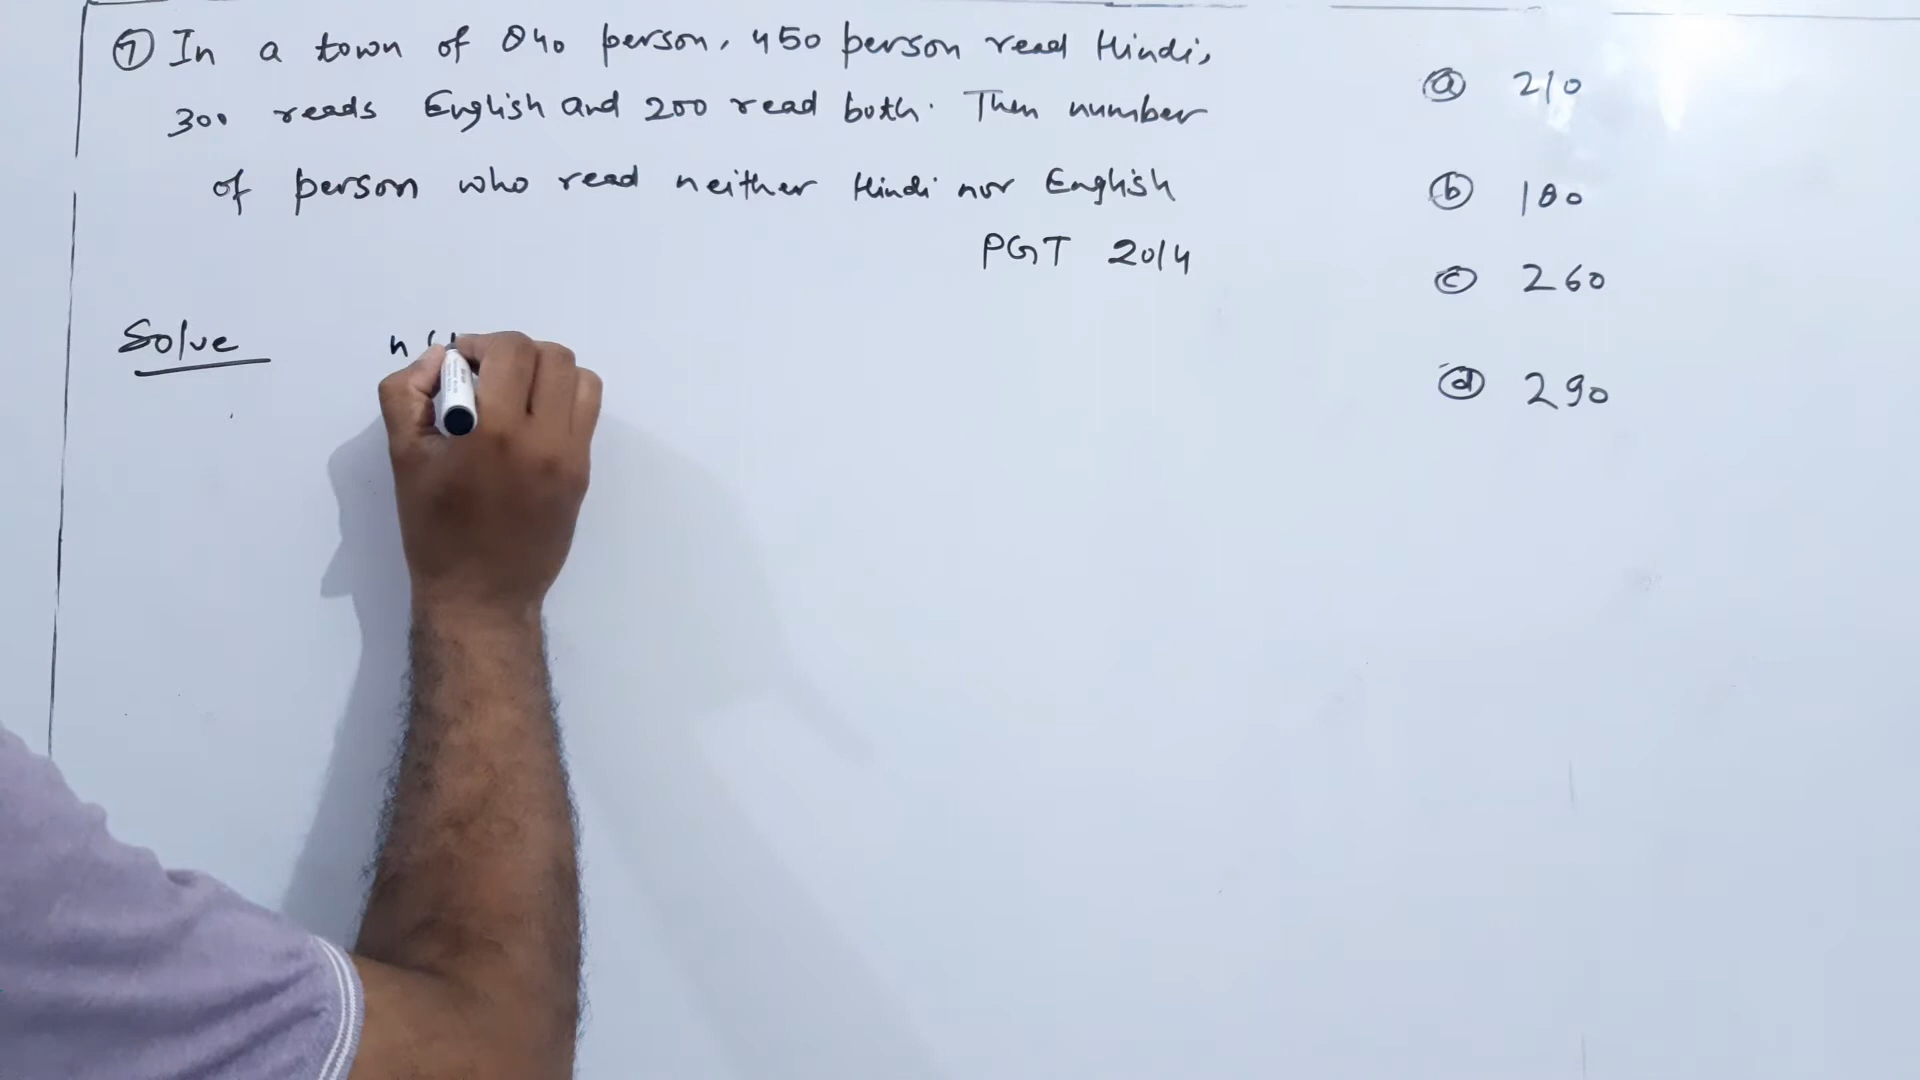 ⑦ In a town of 840 person, 450 person read Hindi,
300 reads English and 200 read both. Then number
of person who read neither Hindi nor English
PGT 2014
ⓐ 210
ⓑ 180
ⓒ 260
ⓓ 290
Solve
n(